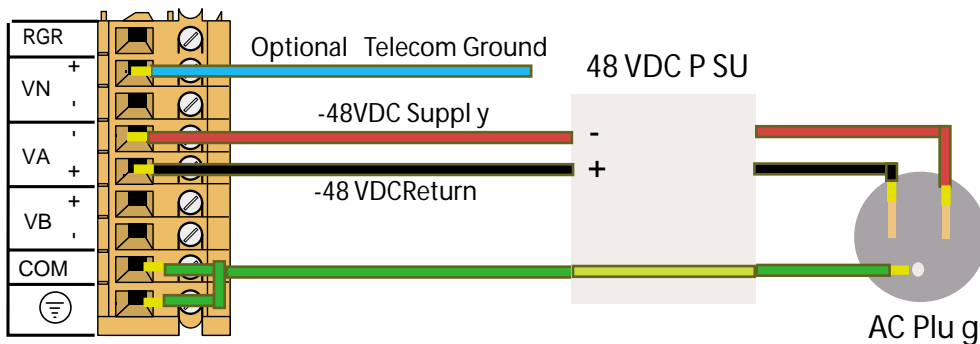 RGR
VN + -
VA - +
VB + -
COM
Optional Telecom Ground
-48VDC Suppl y
-48 VDCReturn
48 VDC P SU
-
+
AC Plu g